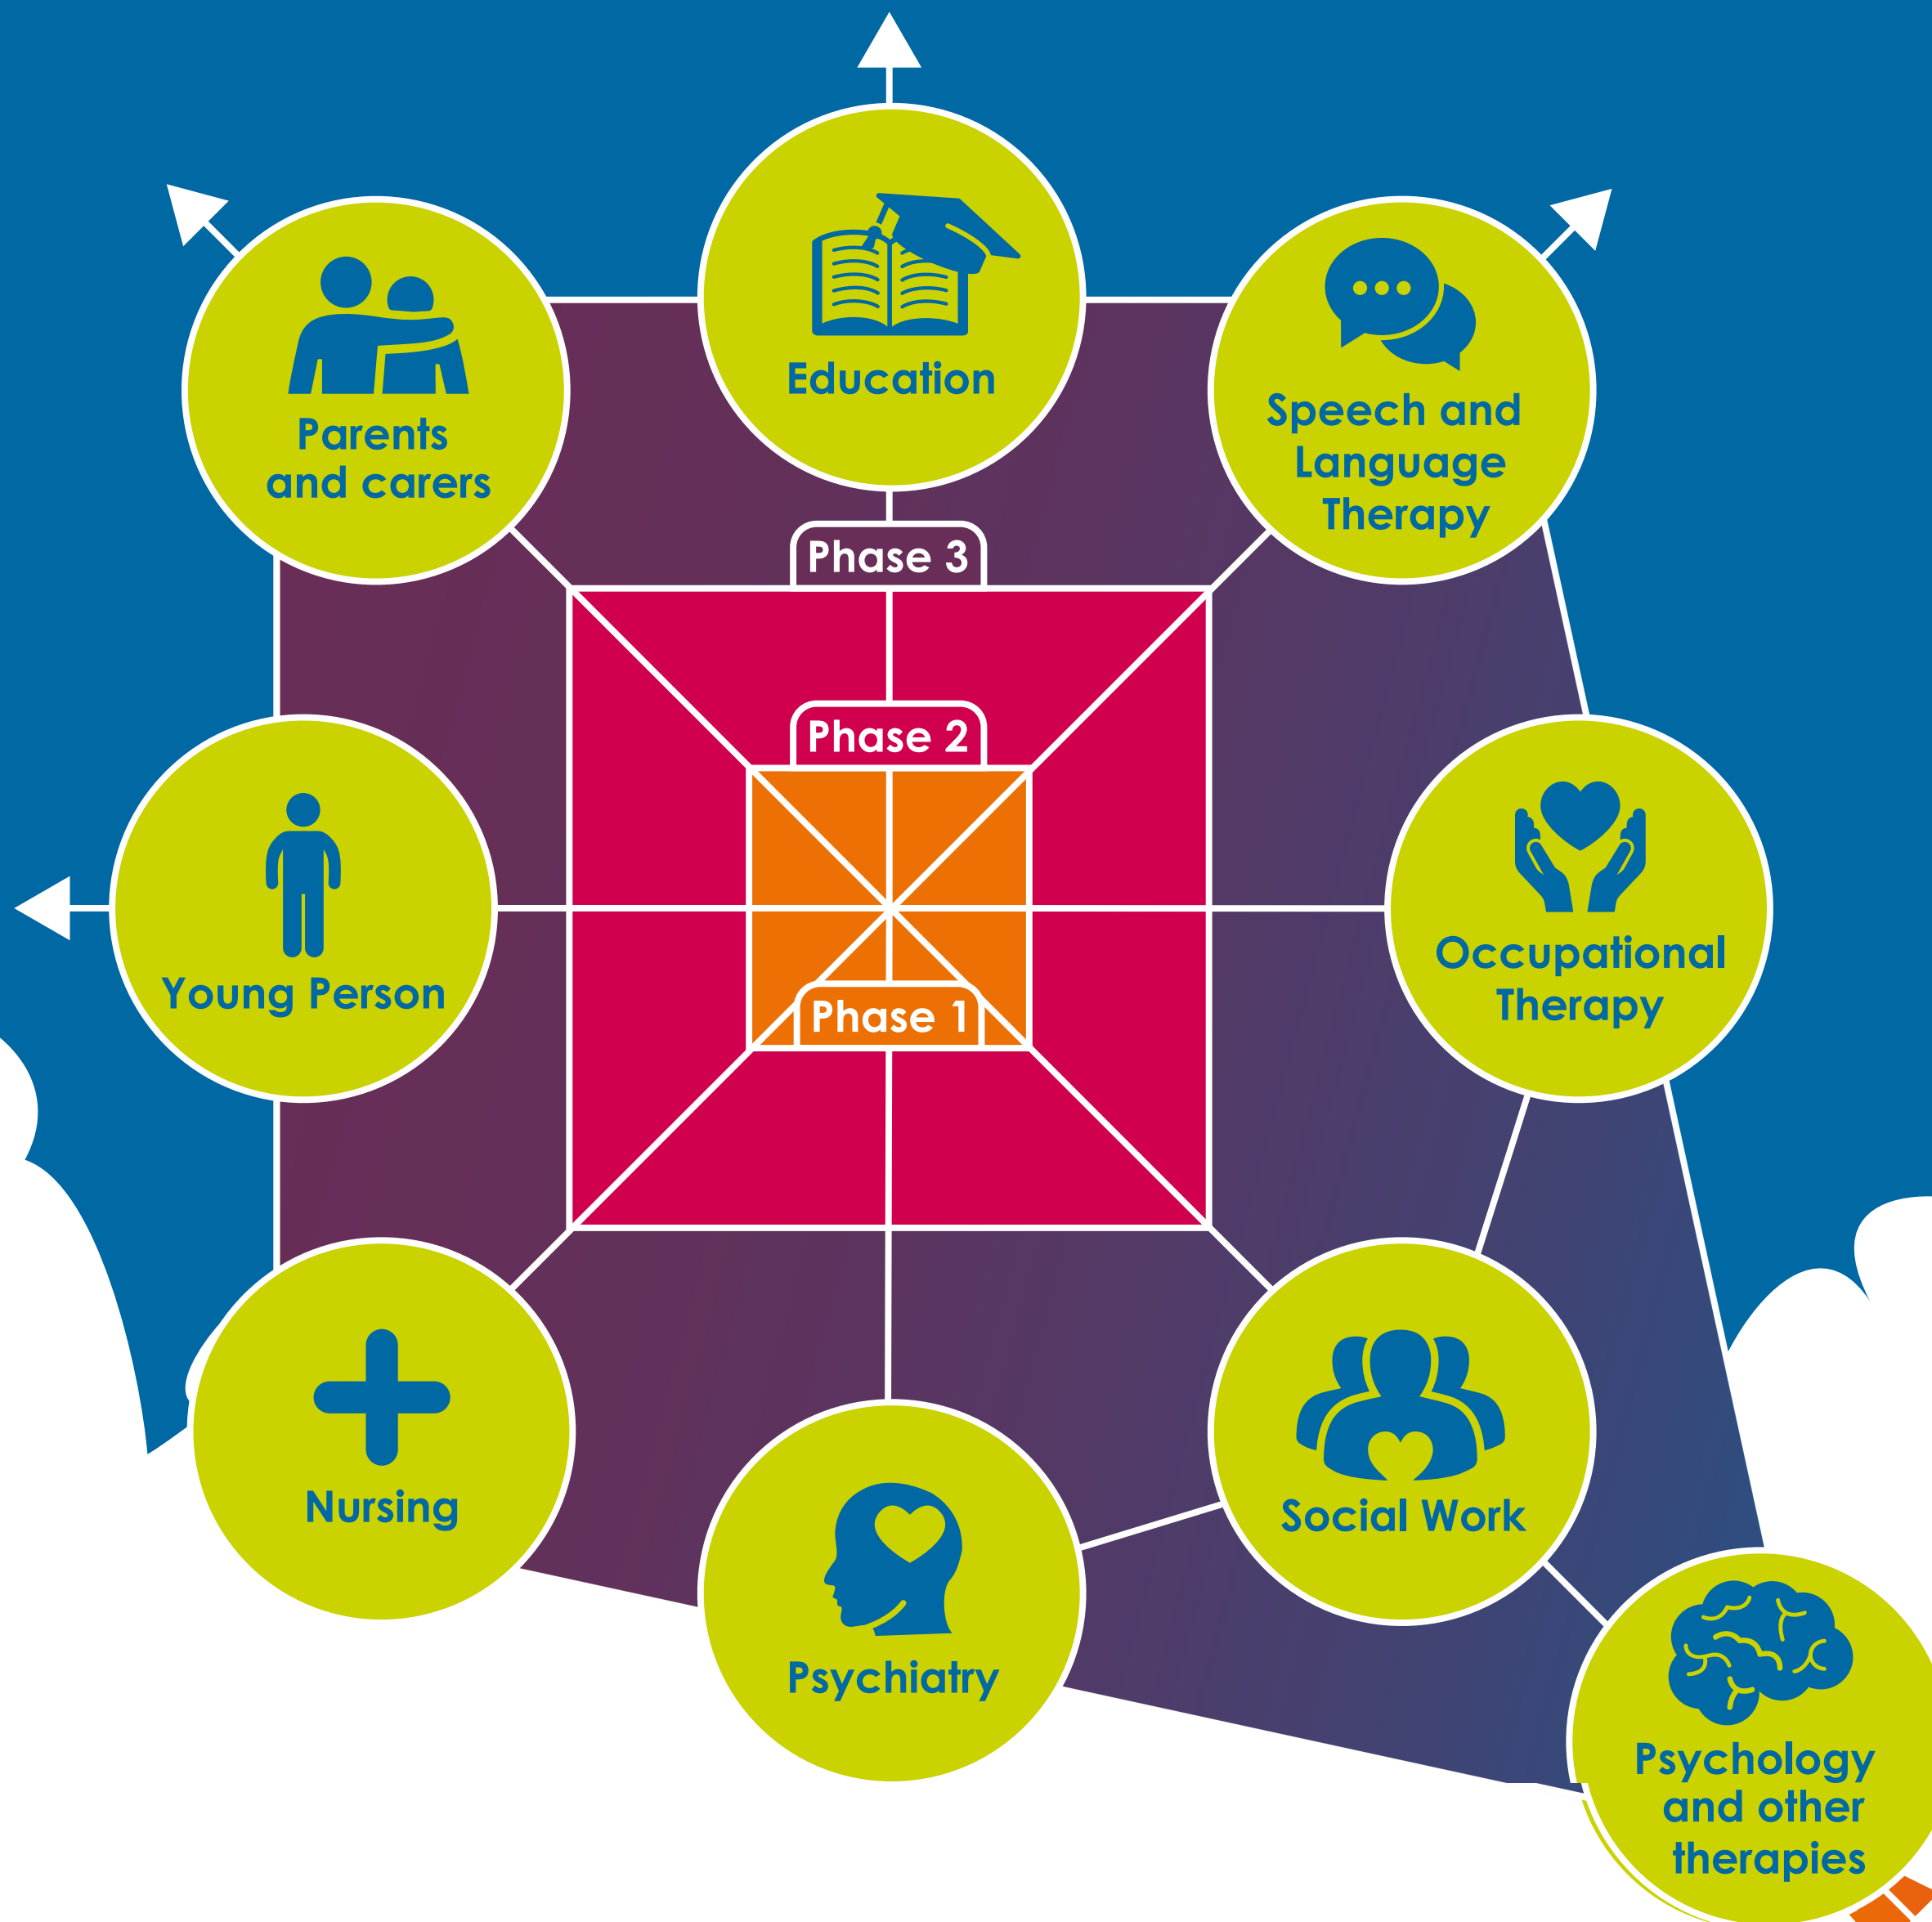 Education
Parents
and carers
Speech and
Language
Therapy
Phase 3
Phase 2
Young Person
Occupational
Therapy
Phase 1
Nursing
Social Work
Psychiatry
Psychology
and other
therapies